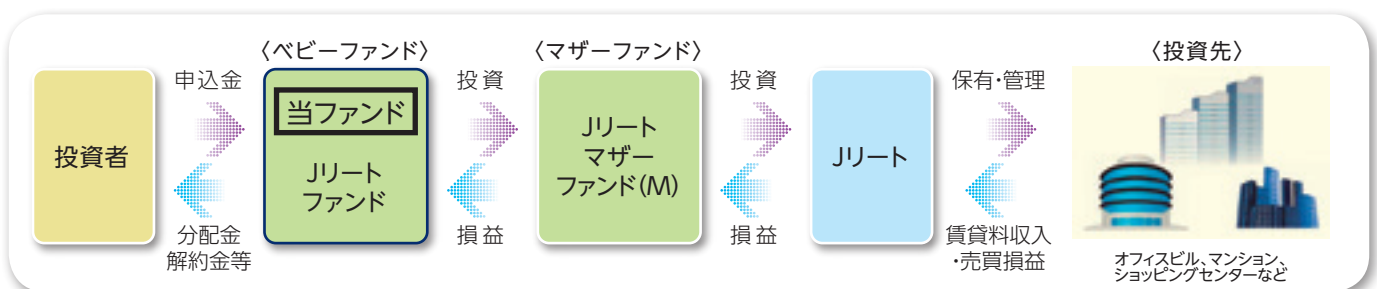 〈ベビーファンド〉
〈マザーファンド〉
〈投資先〉
投資者
申込金
分配金
解約金等
当ファンド
Jリート
ファンド
投資
損益
Jリート
マザー
ファンド(M)
投資
損益
Jリート
保有・管理
賃貸料収入
・売買損益
オフィスビル、マンション、
ショッピングセンターなど